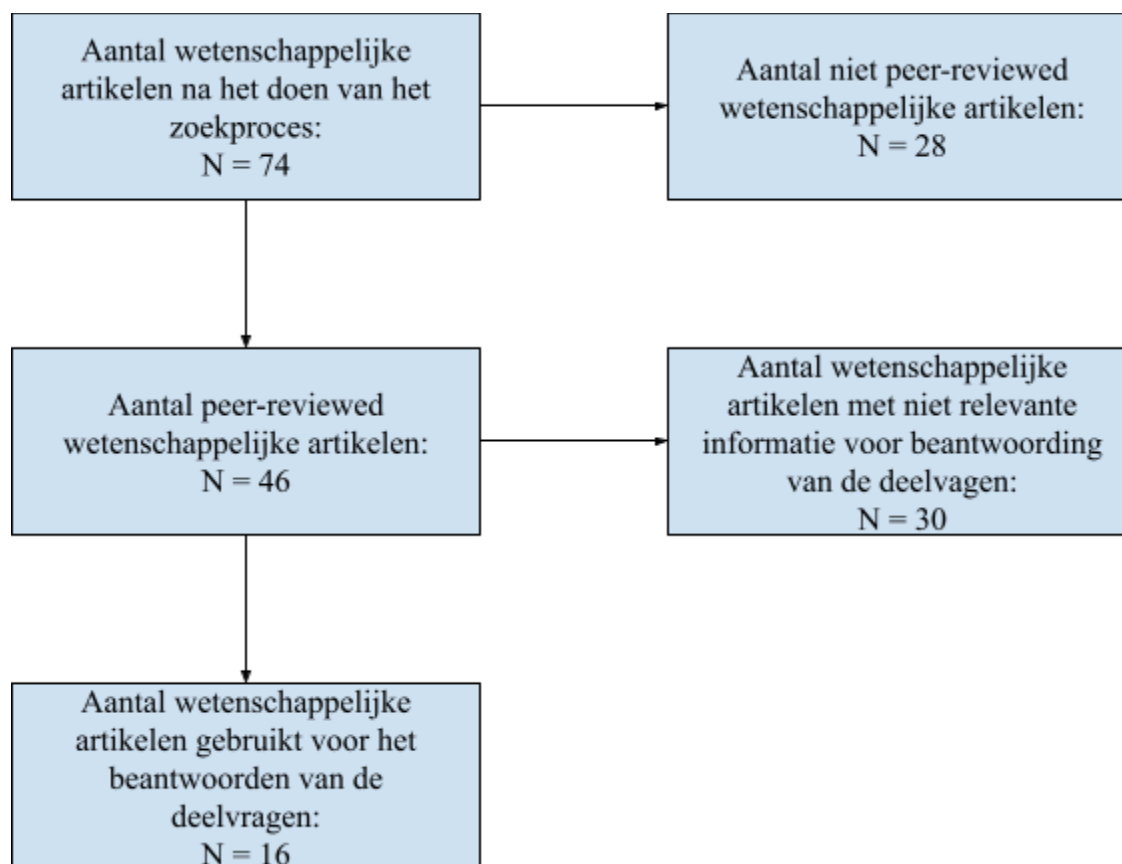 Aantal wetenschappelijke
artikelen na het doen van het
zoekproces:
N = 74
Aantal niet peer-reviewed
wetenschappelijke artikelen:
N = 28
Aantal peer-reviewed
wetenschappelijke artikelen:
N = 46
Aantal wetenschappelijke
artikelen met niet relevante
informatie voor beantwoording
van de deelvagen:
N = 30
Aantal wetenschappelijke
artikelen gebruikt voor het
beantwoorden van de
deelvragen:
N = 16